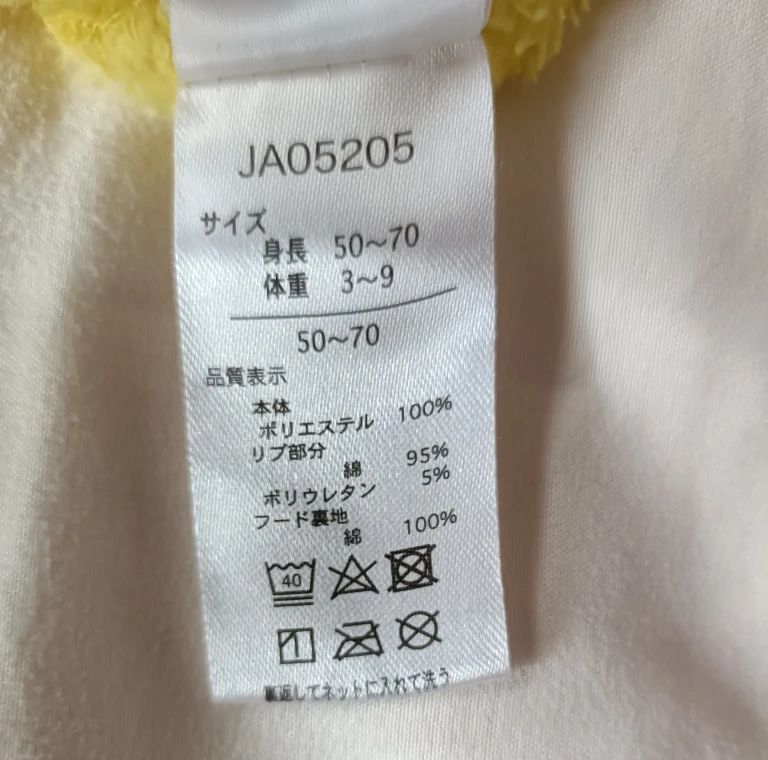 JA05205
サイズ
身長 50〜70
体重 3〜9
50〜70
品質表示
本体
ポリエステル 100%
リブ部分
綿 95%
ポリウレタン 5%
フード裏地
綿 100%
40
裏返してネットに入れて洗う